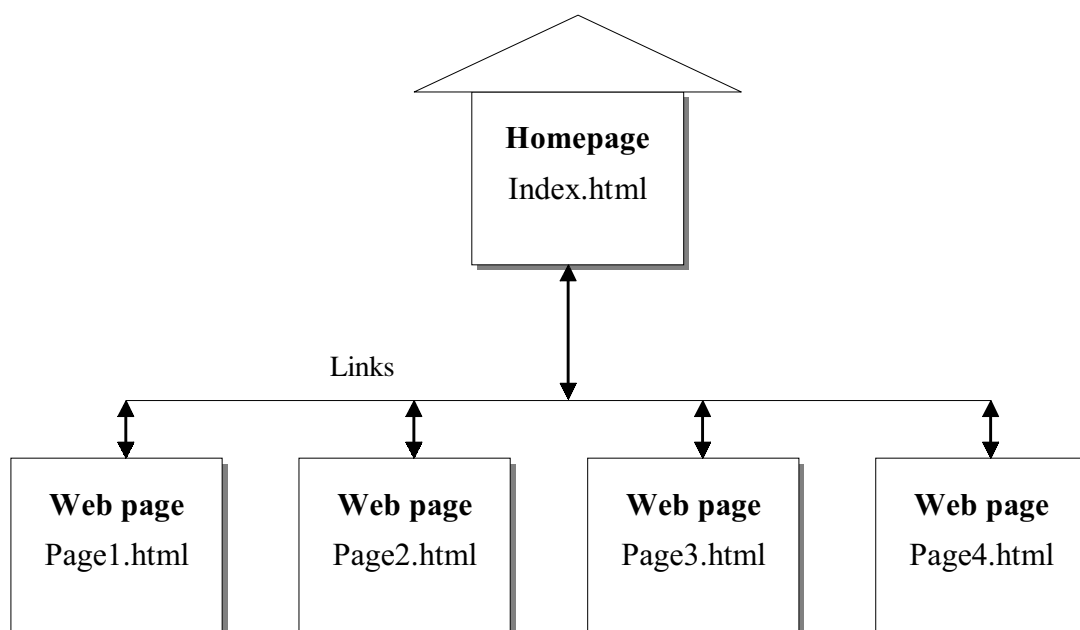 Homepage
Index.html
Links
Web page
Page1.html
Web page
Page2.html
Web page
Page3.html
Web page
Page4.html